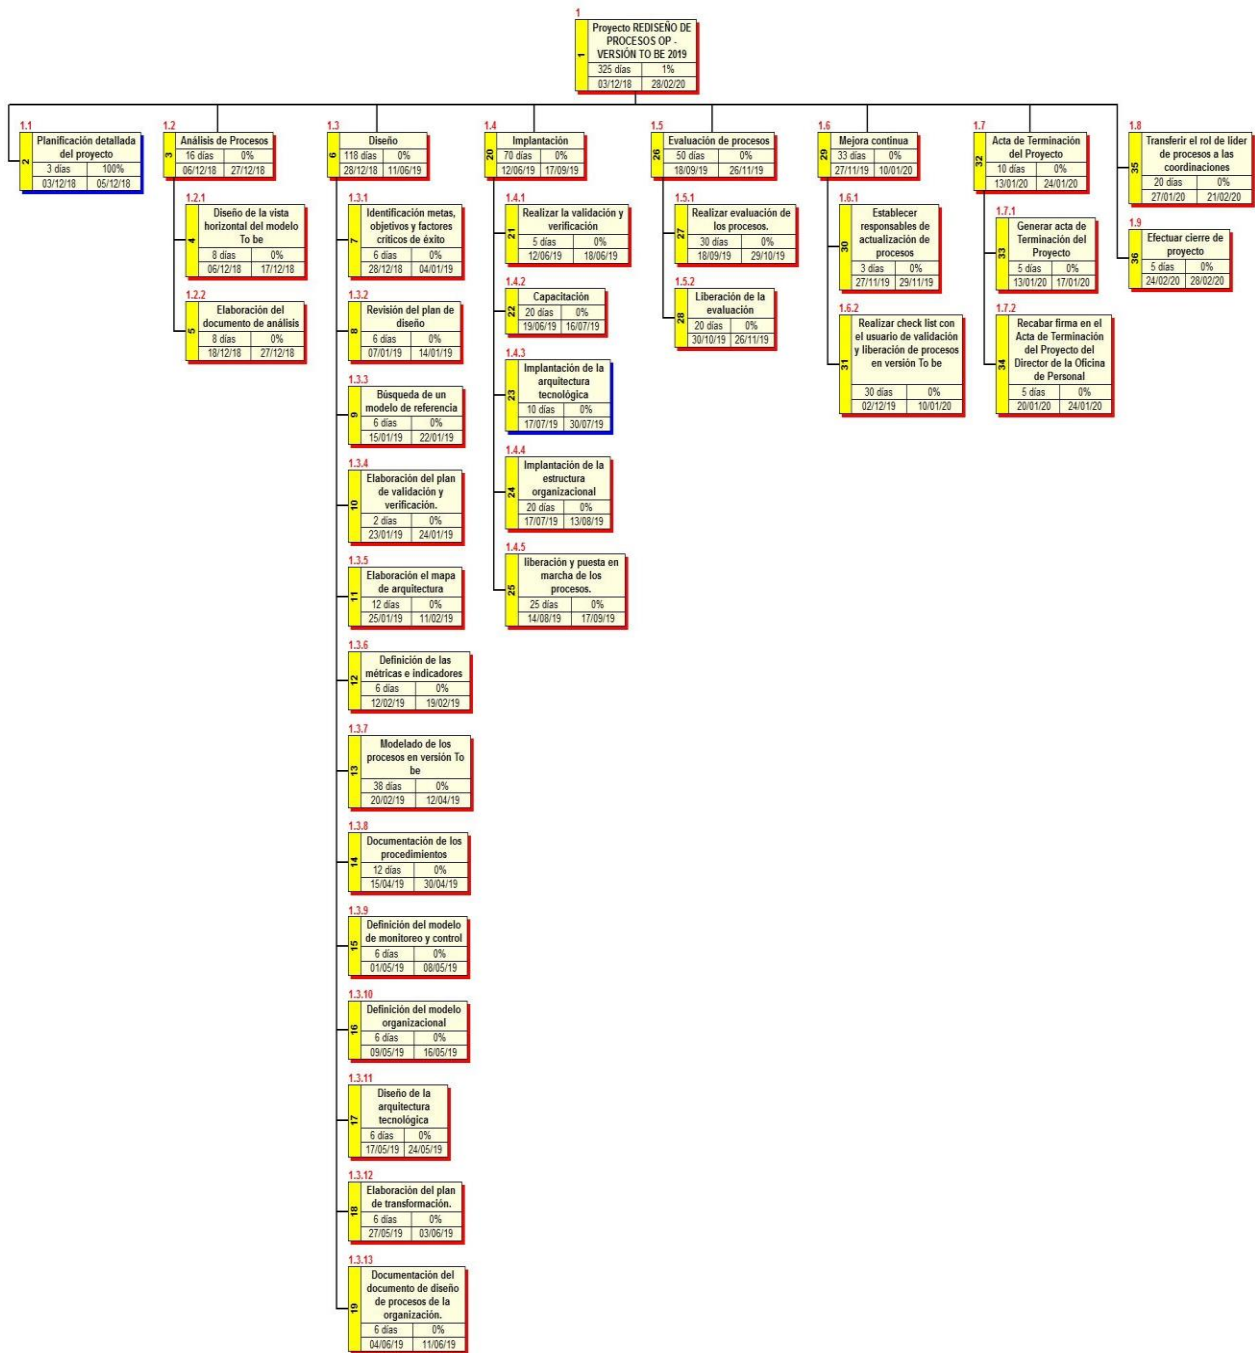 1
1
Proyecto REDISEÑO DE
PROCESOS OP -
VERSIÓN TO BE 2019
325 días 1%
03/12/18 28/02/20
1.1
2
Planificación detallada
del proyecto
3 días 100%
03/12/18 05/12/18
1.2
3
Análisis de Procesos
16 días 0%
06/12/18 27/12/18
1.2.1
4
Diseño de la vista
horizontal del modelo
To be
8 días 0%
06/12/18 17/12/18
1.2.2
5
Elaboración del
documento de análisis
8 días 0%
18/12/18 27/12/18
1.3
6
Diseño
118 días 0%
28/12/18 11/06/19
1.3.1
7
Identificación metas,
objetivos y factores
críticos de éxito
6 días 0%
28/12/18 04/01/19
1.3.2
8
Revisión del plan de
diseño
6 días 0%
07/01/19 14/01/19
1.3.3
9
Búsqueda de un
modelo de referencia
6 días 0%
15/01/19 22/01/19
1.3.4
10
Elaboración del plan
de validación y
verificación.
2 días 0%
23/01/19 24/01/19
1.3.5
11
Elaboración el mapa
de arquitectura
12 días 0%
25/01/19 11/02/19
1.3.6
12
Definición de las
métricas e indicadores
6 días 0%
12/02/19 19/02/19
1.3.7
13
Modelado de los
procesos en versión To
be
38 días 0%
20/02/19 12/04/19
1.3.8
14
Documentación de los
procedimientos
12 días 0%
15/04/19 30/04/19
1.3.9
15
Definición del modelo
de monitoreo y control
6 días 0%
01/05/19 08/05/19
1.3.10
16
Definición del modelo
organizacional
6 días 0%
09/05/19 16/05/19
1.3.11
17
Diseño de la
arquitectura
tecnológica
6 días 0%
17/05/19 24/05/19
1.3.12
18
Elaboración del plan
de transformación.
6 días 0%
27/05/19 03/06/19
1.3.13
19
Documentación del
documento de diseño
de procesos de la
organización.
6 días 0%
04/06/19 11/06/19
1.4
20
Implantación
70 días 0%
12/06/19 17/09/19
1.4.1
21
Realizar la validación y
verificación
5 días 0%
12/06/19 18/06/19
1.4.2
22
Capacitación
20 días 0%
19/06/19 16/07/19
1.4.3
23
Implantación de la
arquitectura
tecnológica
10 días 0%
17/07/19 30/07/19
1.4.4
24
Implantación de la
estructura
organizacional
20 días 0%
17/07/19 13/08/19
1.4.5
25
liberación y puesta en
marcha de los
procesos.
25 días 0%
14/08/19 17/09/19
1.5
26
Evaluación de procesos
50 días 0%
18/09/19 26/11/19
1.5.1
27
Realizar evaluación de
los procesos.
30 días 0%
18/09/19 29/10/19
1.5.2
28
Liberación de la
evaluación
20 días 0%
30/10/19 26/11/19
1.6
29
Mejora continua
33 días 0%
27/11/19 10/01/20
1.6.1
30
Establecer
responsables de
actualización de
procesos
3 días 0%
27/11/19 29/11/19
1.6.2
31
Realizar check list con
el usuario de validación
y liberación de procesos
en versión To be
30 días 0%
02/12/19 10/01/20
1.7
32
Acta de Terminación
del Proyecto
10 días 0%
13/01/20 24/01/20
1.7.1
33
Generar acta de
Terminación del
Proyecto
5 días 0%
13/01/20 17/01/20
1.7.2
34
Recabar firma en el
Acta de Terminación
del Proyecto del
Director de la Oficina
de Personal
5 días 0%
20/01/20 24/01/20
1.8
35
Transferir el rol de líder
de procesos a las
coordinaciones
20 días 0%
27/01/20 21/02/20
1.9
36
Efectuar cierre de
proyecto
5 días 0%
24/02/20 28/02/20